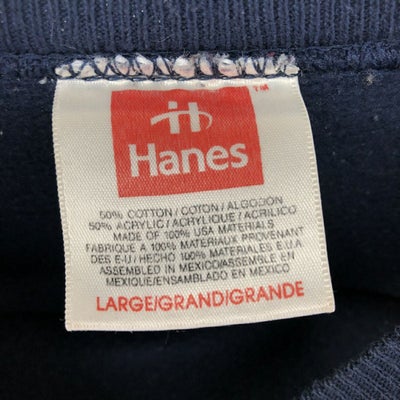 TM
Hanes
50% COTTON / COTON / ALGODON
50% ACRYLIC / ACRYLIQUE / ACRILICO
MADE OF 100% USA MATERIALS
FABRIQUE A 100% MATERIAUX PROVENANT
DES E-U / HECHO 100% MATERIALES E.U.A
ASSEMBLED IN MEXICO/ASSEMBLE EN
MEXIQUE/ENSAMBLADO EN MEXICO
LARGE/GRAND/GRANDE